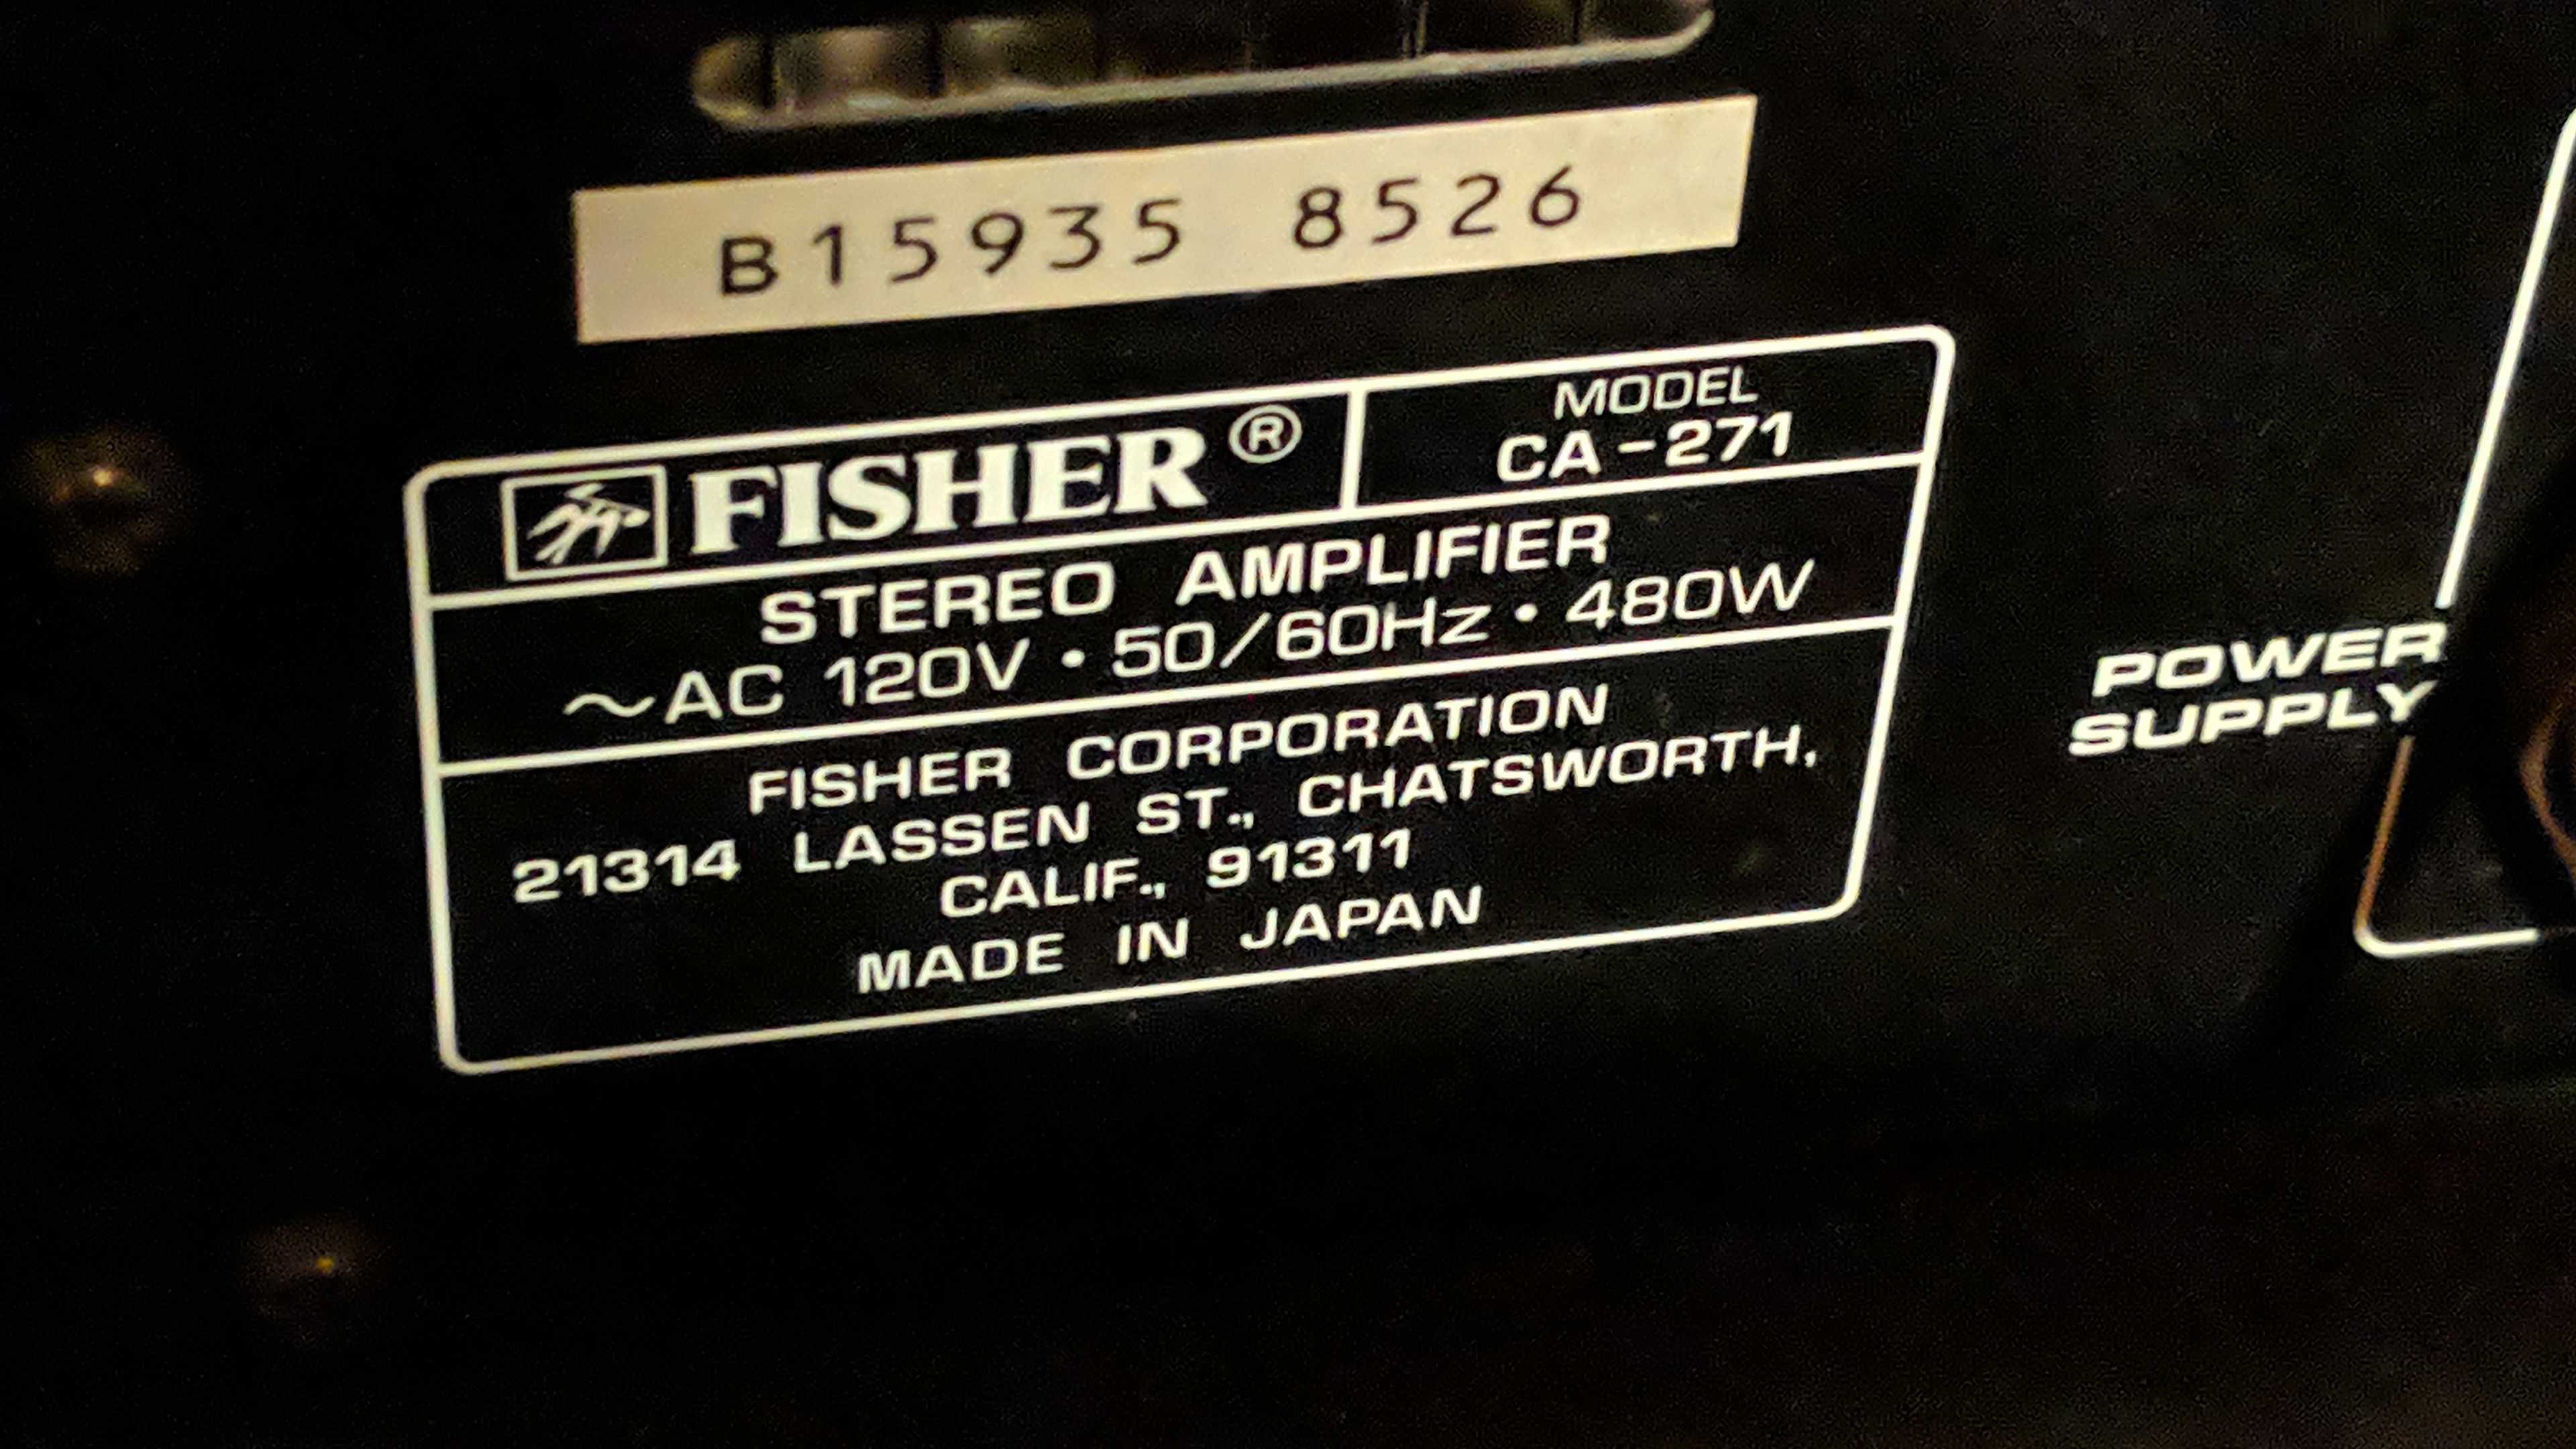 B15935 8526
FISHER®
MODEL
CA-271
STEREO AMPLIFIER
~AC 120V • 50/60Hz • 480W
FISHER CORPORATION
21314 LASSEN ST., CHATSWORTH,
CALIF., 91311
MADE IN JAPAN
POWER
SUPPLY